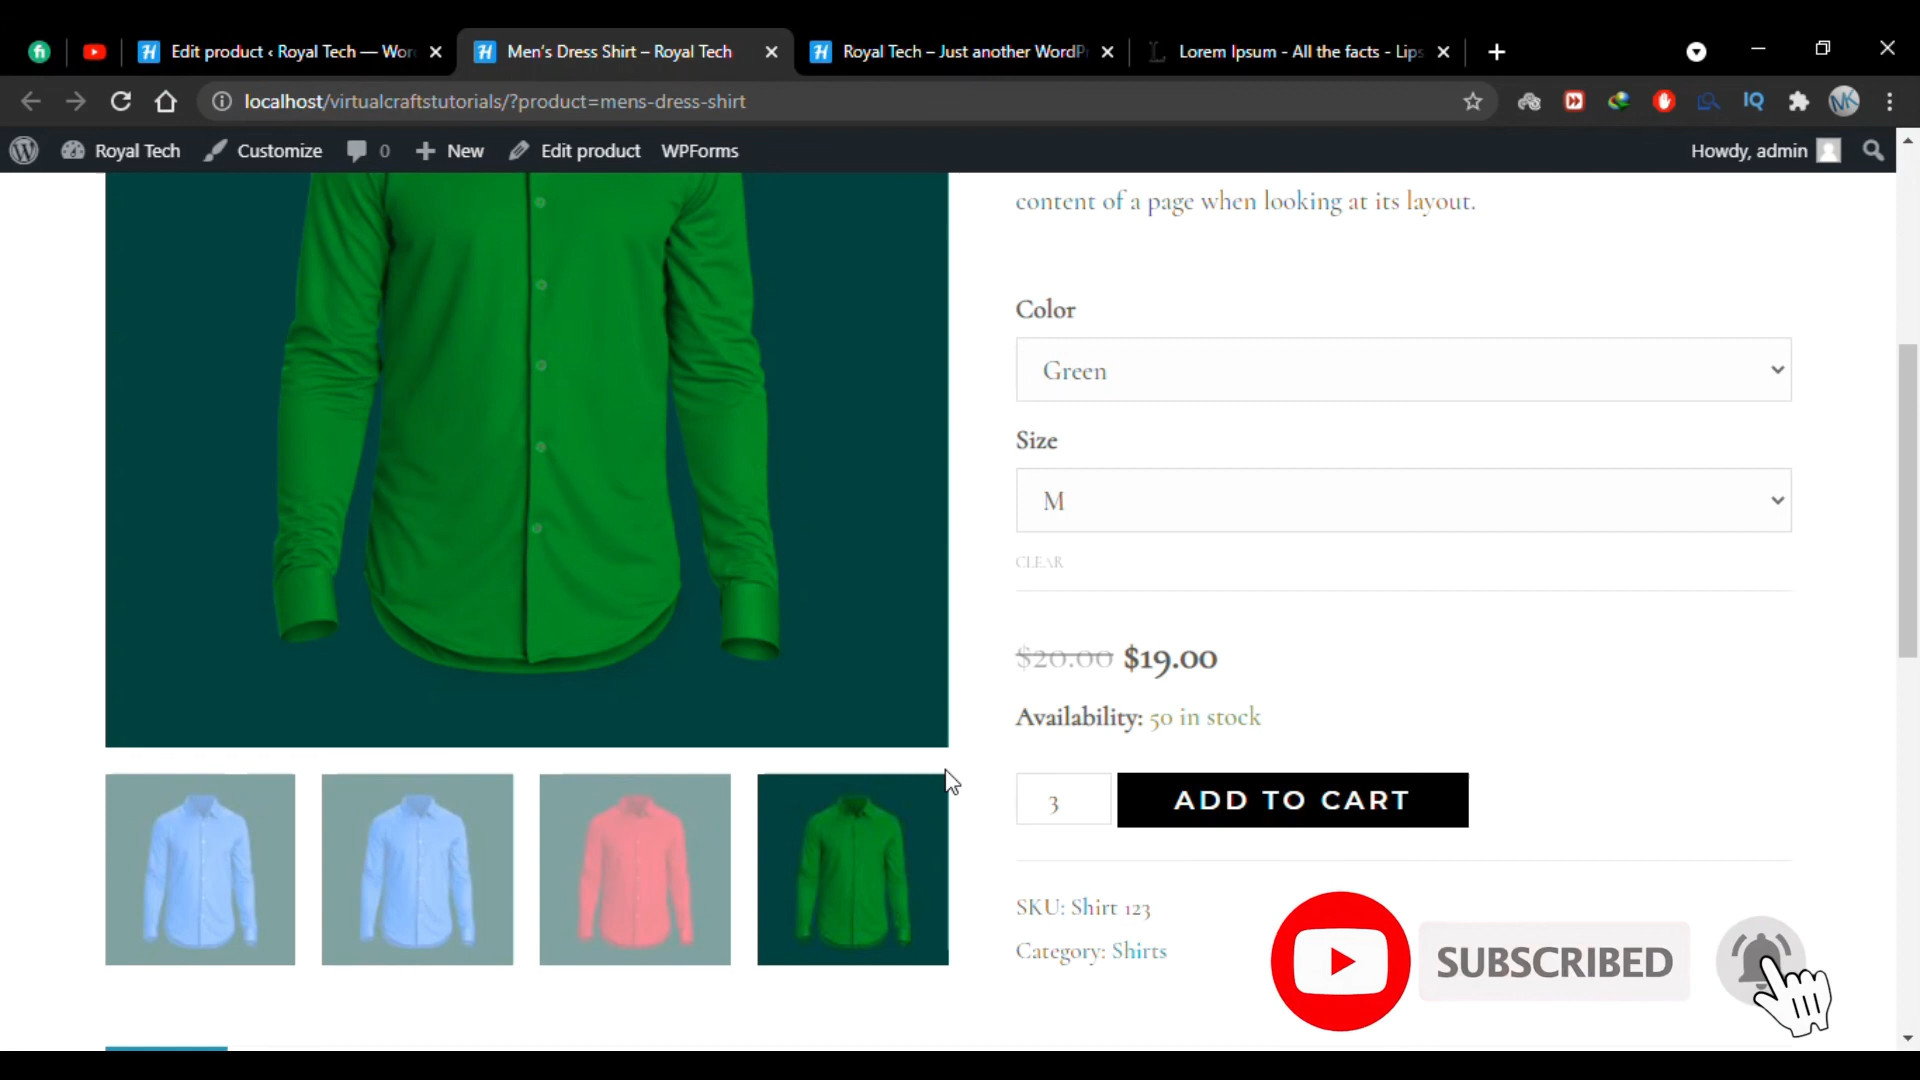 Edit product ‹ Royal Tech — Wor
Men's Dress Shirt – Royal Tech
Royal Tech – Just another WordP
Lorem Ipsum - All the facts - Lips
localhost/virtualcraftstutorials/?product=mens-dress-shirt
IQ
MK
Royal Tech
Customize
0
New
Edit product
WPForms
Howdy, admin
content of a page when looking at its layout.
Color
Green
Size
M
CLEAR
$20.00 $19.00
Availability: 50 in stock
3
ADD TO CART
SKU: Shirt 123
Category: Shirts
SUBSCRIBED